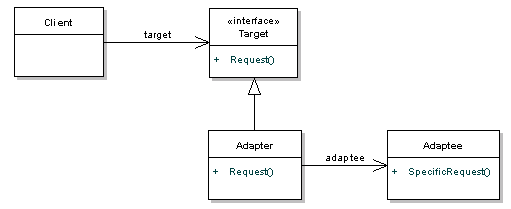 Client
target
«interface»
Target
+ Request()
Adapter
+ Request()
adaptee
Adaptee
+ SpecificRequest()